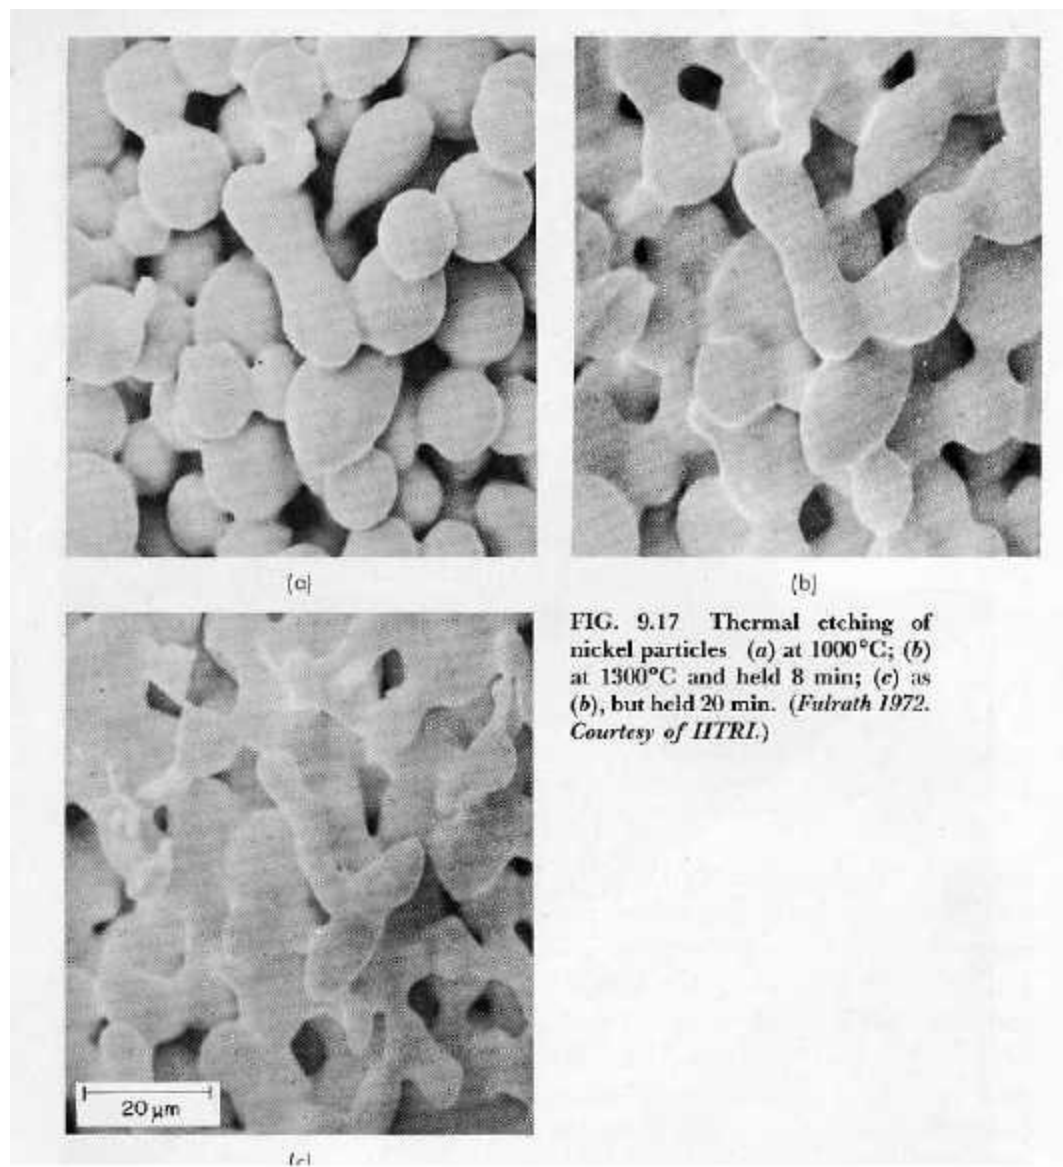 (a)
(b)
FIG. 9.17 Thermal etching of
nickel particles (a) at 1000°C; (b)
at 1300°C and held 8 min; (c) as
(b), but held 20 min. (Fulrath 1972.
Courtesy of IITRI.)
20 μm
(c)